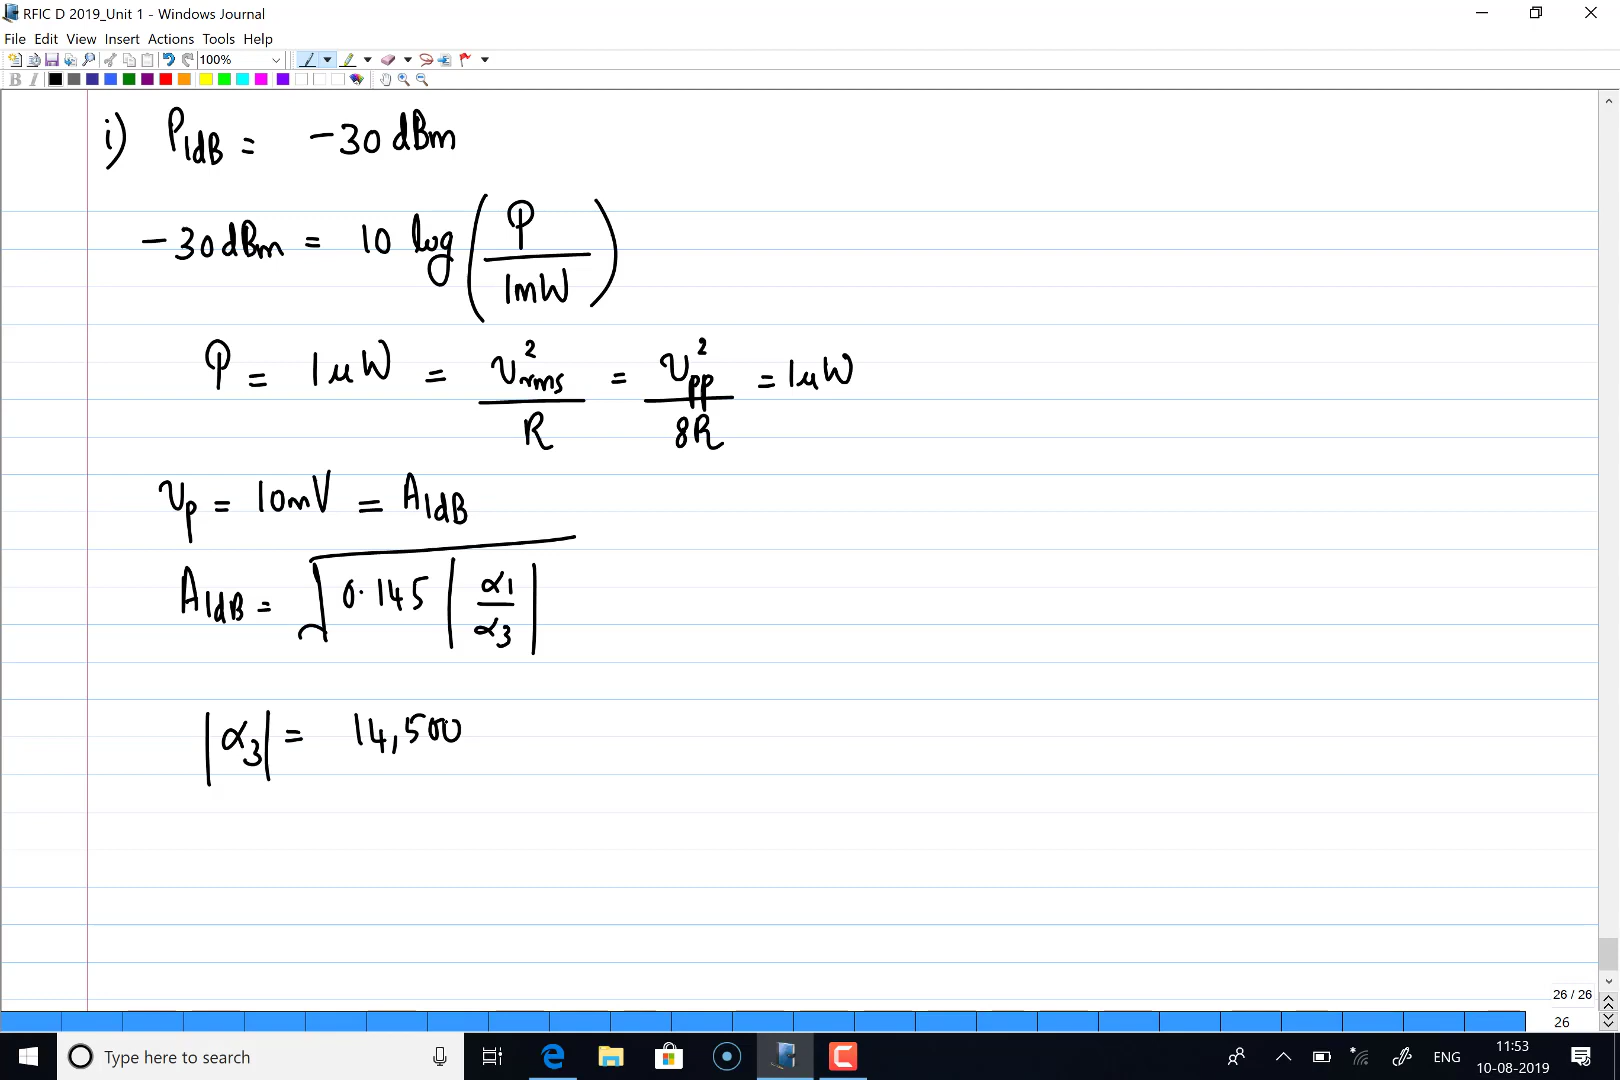 RFIC D 2019_Unit 1 - Windows Journal
File Edit View Insert Actions Tools Help
100%
B I
i) P1dB = -30 dBm
-30 dBm = 10 log (P / 1mW)
P = 1μW = v²rms / R = v²pp / 8R = 1μW
vp = 10mV = A1dB
A1dB = √(0.145 |α1 / α3|)
|α3| = 14,500
26 / 26
26
Type here to search
ENG
11:53
10-08-2019